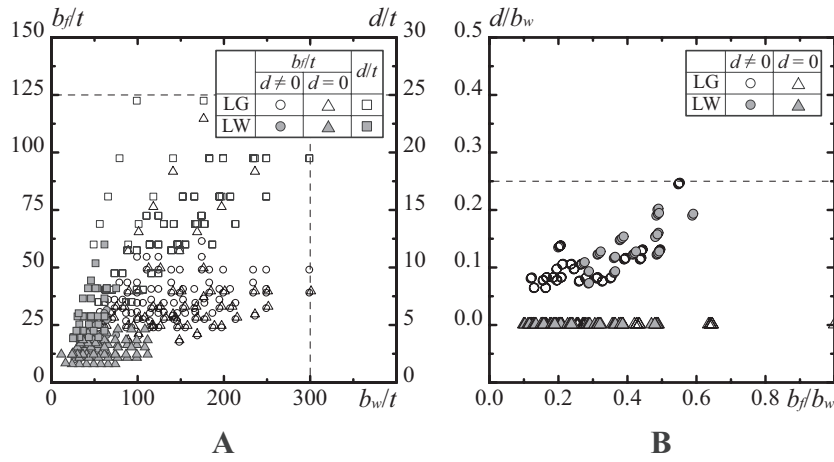 b_f/t d/t
150 30
b_f/t d/t
d ≠ 0 d = 0
LG
LW
125 25
100 20
75 15
50 10
25 5
0 0
0 100 200 300 b_w/t
A
d/b_w
0.5
d ≠ 0 d = 0
LG
LW
0.4
0.3
0.2
0.1
0.0
0.0 0.2 0.4 0.6 0.8 b_f/b_w
B